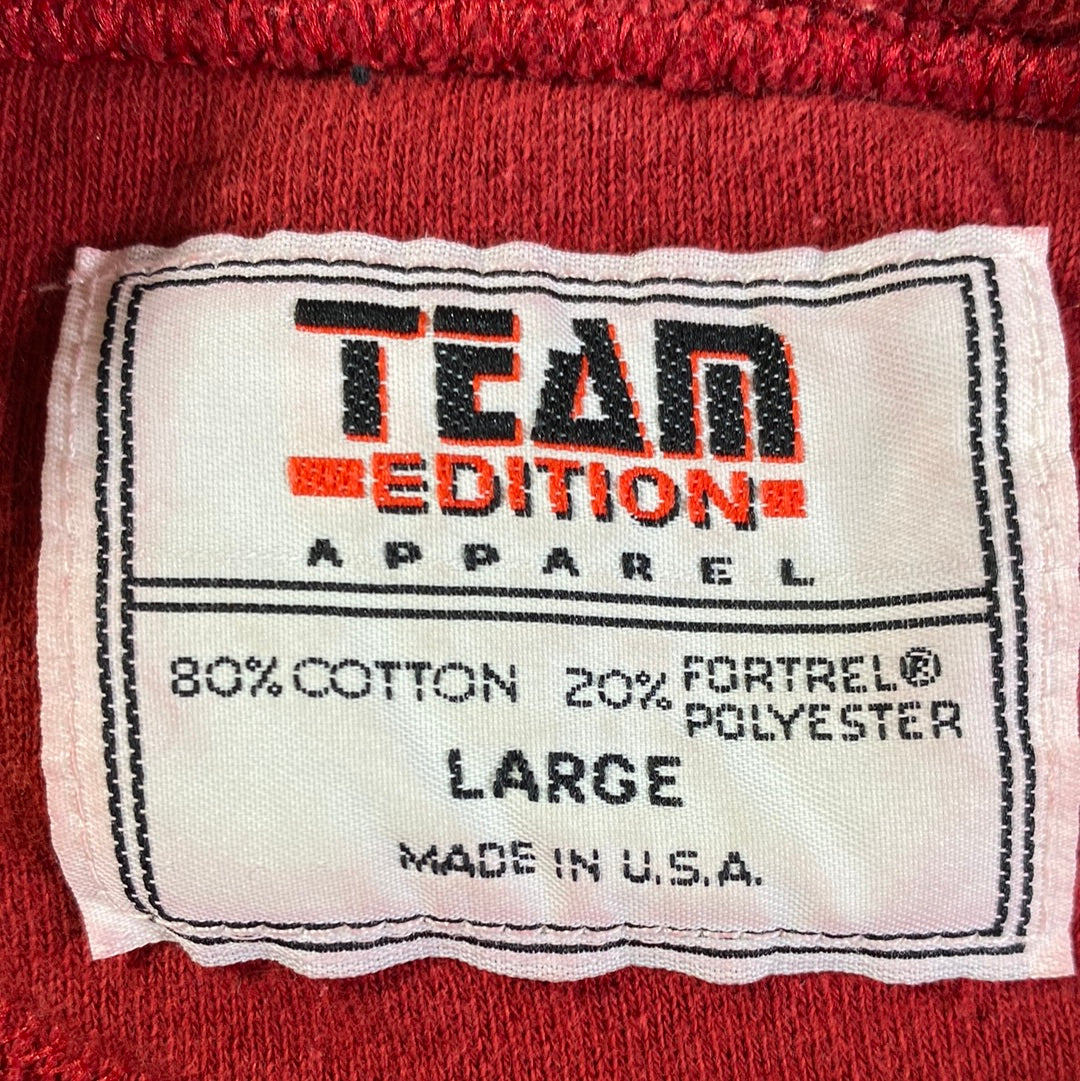 TEAM
EDITION
APPAREL
80% COTTON 20% FORTREL®
POLYESTER
LARGE
MADE IN U.S.A.